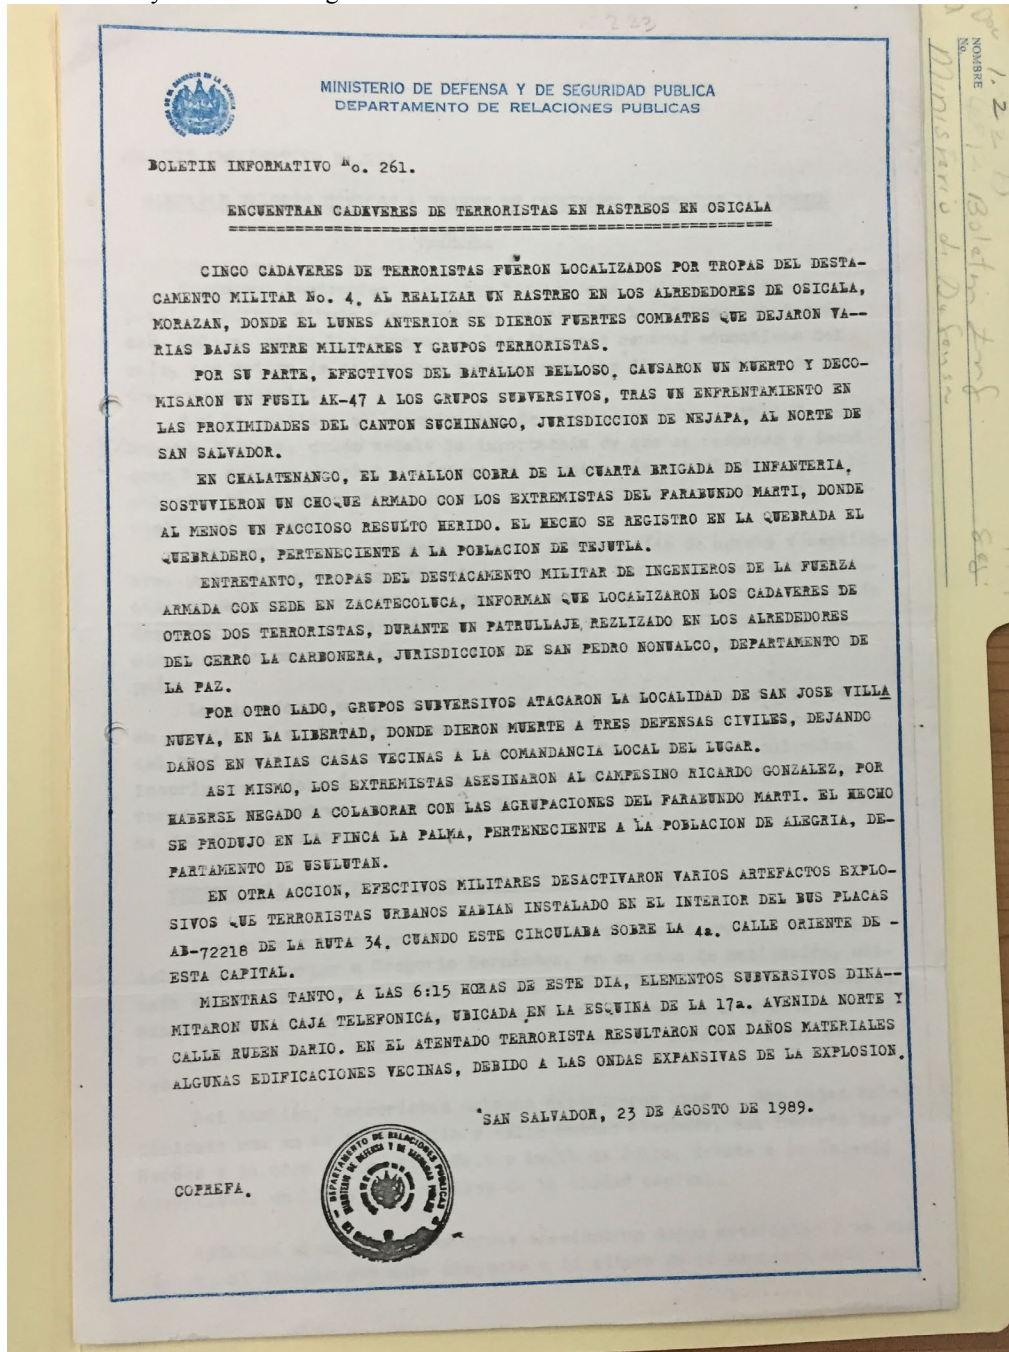 223
MINISTERIO DE DEFENSA Y DE SEGURIDAD PUBLICA
DEPARTAMENTO DE RELACIONES PUBLICAS
BOLETIN INFORMATIVO No. 261.
ENCUENTRAN CADEVERES DE TERRORISTAS EN RASTREOS EN OSICALA
CINCO CADAVERES DE TERRORISTAS FUERON LOCALIZADOS POR TROPAS DEL DESTA-
CAMENTO MILITAR No. 4, AL REALIZAR UN RASTREO EN LOS ALREDEDORES DE OSICALA,
MORAZAN, DONDE EL LUNES ANTERIOR SE DIERON FUERTES COMBATES QUE DEJARON VA--
RIAS BAJAS ENTRE MILITARES Y GRUPOS TERRORISTAS.
POR SU PARTE, EFECTIVOS DEL BATALLON BELLOSO, CAUSARON UN MUERTO Y DECO-
MISARON UN FUSIL AK-47 A LOS GRUPOS SUBVERSIVOS, TRAS UN ENFRENTAMIENTO EN
LAS PROXIMIDADES DEL CANTON SUCHINANGO, JURISDICCION DE NEJAPA, AL NORTE DE
SAN SALVADOR.
EN CHALATENANGO, EL BATALLON COBRA DE LA CUARTA BRIGADA DE INFANTERIA,
SOSTUVIERON UN CHOQUE ARMADO CON LOS EXTREMISTAS DEL FARABUNDO MARTI, DONDE
AL MENOS UN FACCIOSO RESULTO HERIDO. EL HECHO SE REGISTRO EN LA QUEBRADA EL
QUEBRADERO, PERTENECIENTE A LA POBLACION DE TEJUTLA.
ENTRETANTO, TROPAS DEL DESTACAMENTO MILITAR DE INGENIEROS DE LA FUERZA
ARMADA CON SEDE EN ZACATECOLUCA, INFORMAN QUE LOCALIZARON LOS CADAVERES DE
OTROS DOS TERRORISTAS, DURANTE UN PATRULLAJE REZLIZADO EN LOS ALREDEDORES
DEL CERRO LA CARBONERA, JURISDICCION DE SAN PEDRO NONUALCO, DEPARTAMENTO DE
LA PAZ.
POR OTRO LADO, GRUPOS SUBVERSIVOS ATACARON LA LOCALIDAD DE SAN JOSE VILLA
NUEVA, EN LA LIBERTAD, DONDE DIERON MUERTE A TRES DEFENSAS CIVILES, DEJANDO
DAÑOS EN VARIAS CASAS VECINAS A LA COMANDANCIA LOCAL DEL LUGAR.
ASI MISMO, LOS EXTREMISTAS ASESINARON AL CAMPESINO RICARDO GONZALEZ, POR
HABERSE NEGADO A COLABORAR CON LAS AGRUPACIONES DEL FARABUNDO MARTI. EL HECHO
SE PRODUJO EN LA FINCA LA PALMA, PERTENECIENTE A LA POBLACION DE ALEGRIA, DE-
PARTAMENTO DE USULUTAN.
EN OTRA ACCION, EFECTIVOS MILITARES DESACTIVARON VARIOS ARTEFACTOS EXPLO-
SIVOS QUE TERRORISTAS URBANOS HABIAN INSTALADO EN EL INTERIOR DEL BUS PLACAS
AB-72218 DE LA RUTA 34, CUANDO ESTE CIRCULABA SOBRE LA 4a. CALLE ORIENTE DE -
ESTA CAPITAL.
MIENTRAS TANTO, A LAS 6:15 HORAS DE ESTE DIA, ELEMENTOS SUBVERSIVOS DINA--
MITARON UNA CAJA TELEFONICA, UBICADA EN LA ESQUINA DE LA 17a. AVENIDA NORTE Y
CALLE RUBEN DARIO. EN EL ATENTADO TERRORISTA RESULTARON CON DAÑOS MATERIALES
ALGUNAS EDIFICACIONES VECINAS, DEBIDO A LAS ONDAS EXPANSIVAS DE LA EXPLOSION.
SAN SALVADOR, 23 DE AGOSTO DE 1989.
COPREFA.
DEPARTAMENTO DE RELACIONES PUBLICAS
MINISTERIO DE DEFENSA Y DE SEGURIDAD PUBLICA
NOMBRE
No.
Boletin Inf
Ministerio de Defensa